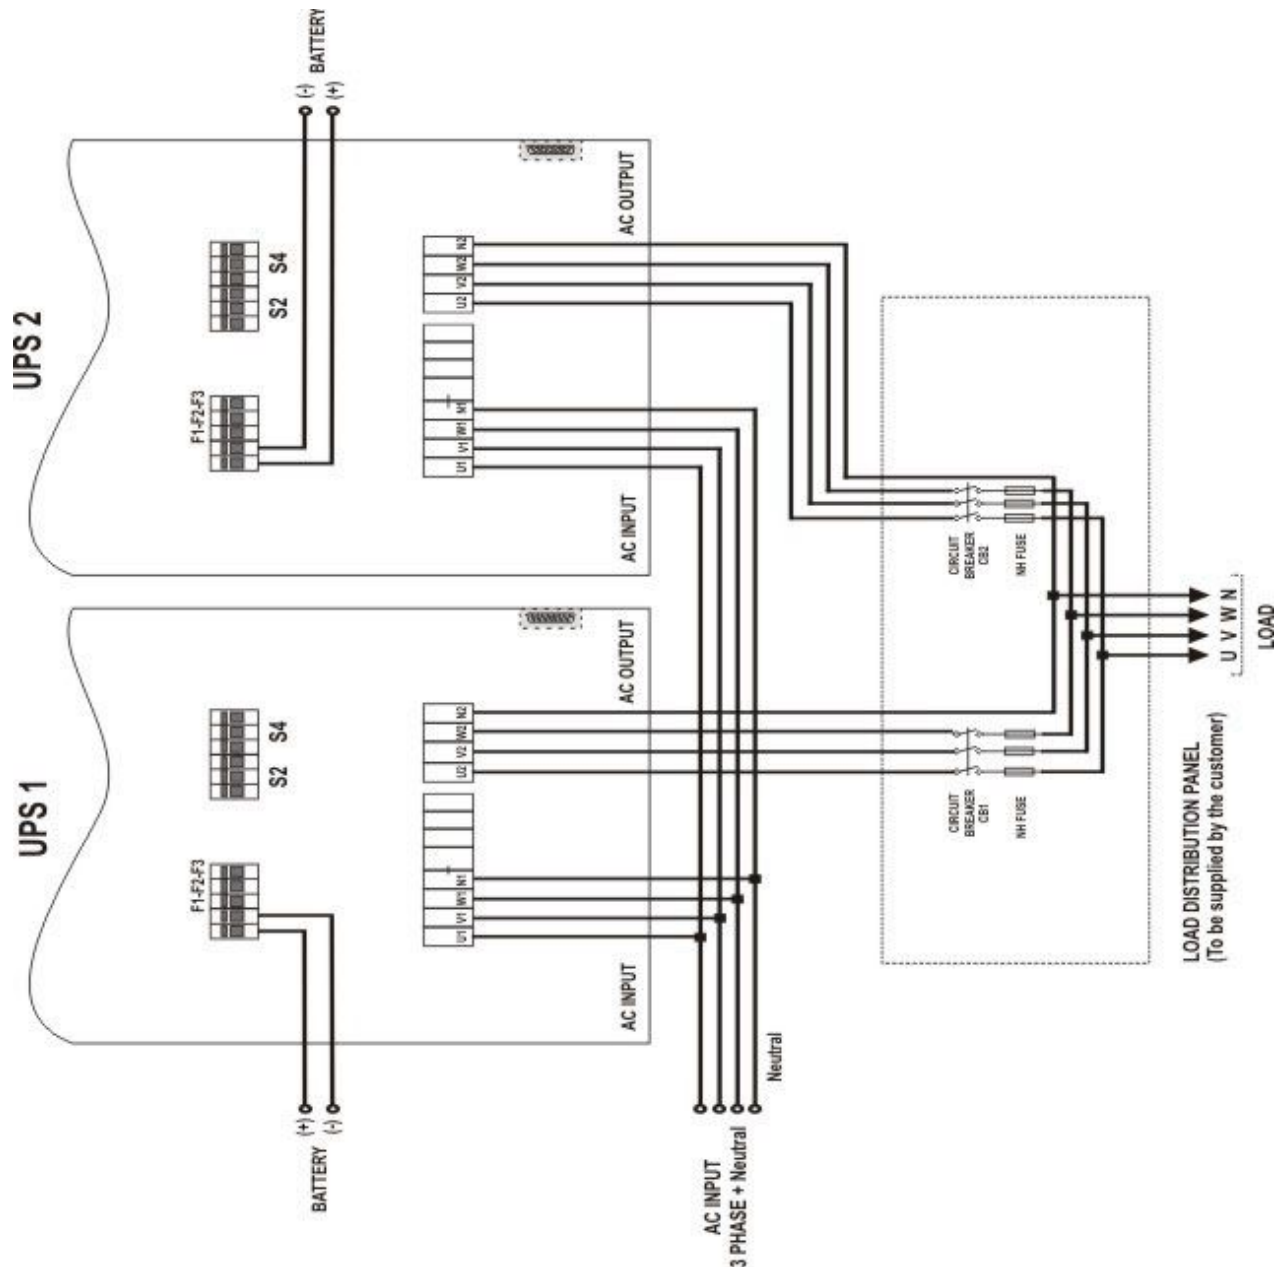 UPS 1
UPS 2
F1-F2-F3
S2 S4
F1-F2-F3
S2 S4
BATTERY
(+)
(-)
(-)
(+)
BATTERY
U1 V1 W1 N1
U2 V2 W2 N2
U1 V1 W1 N1
U2 V2 W2 N2
AC INPUT
AC OUTPUT
AC INPUT
AC OUTPUT
AC INPUT
3 PHASE + Neutral
Neutral
CIRCUIT
BREAKER
CB1
NH FUSE
CIRCUIT
BREAKER
CB2
NH FUSE
LOAD DISTRIBUTION PANEL
(To be supplied by the customer)
U V W N
LOAD